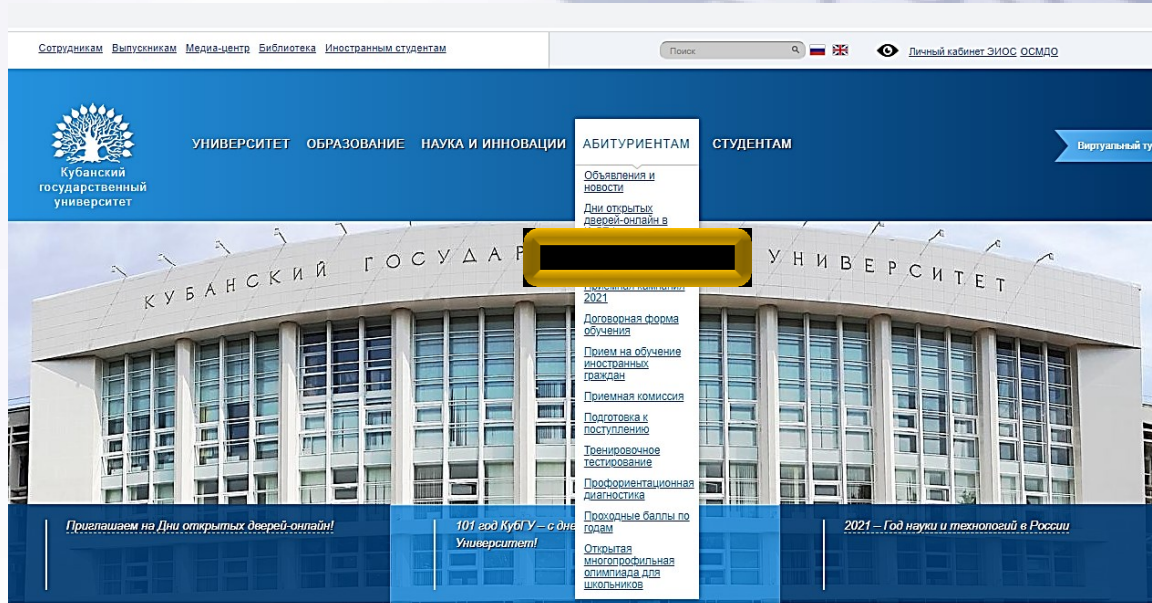 Сотрудникам Выпускникам Медиа-центр Библиотека Иностранным студентам
Поиск
Личный кабинет ЭИОС ОСМДО
Кубанский
государственный
университет
УНИВЕРСИТЕТ ОБРАЗОВАНИЕ НАУКА И ИННОВАЦИИ АБИТУРИЕНТАМ СТУДЕНТАМ
Виртуальный
Объявления и
новости
Дни открытых
дверей-онлайн в
КУБАНСКИЙ УНИВЕРСИТЕТ
Приемная кампания
2021
Договорная форма
обучения
Прием на обучение
иностранных
граждан
Приемная комиссия
Подготовка к
поступлению
Тренировочное
тестирование
Профориентационная
диагностика
Проходные баллы по
годам
Открытая
многопрофильная
олимпиада для
школьников
Приглашаем на Дни открытых дверей-онлайн!
101 год КубГУ – с
Университет!
2021 – Год науки и технологий в России